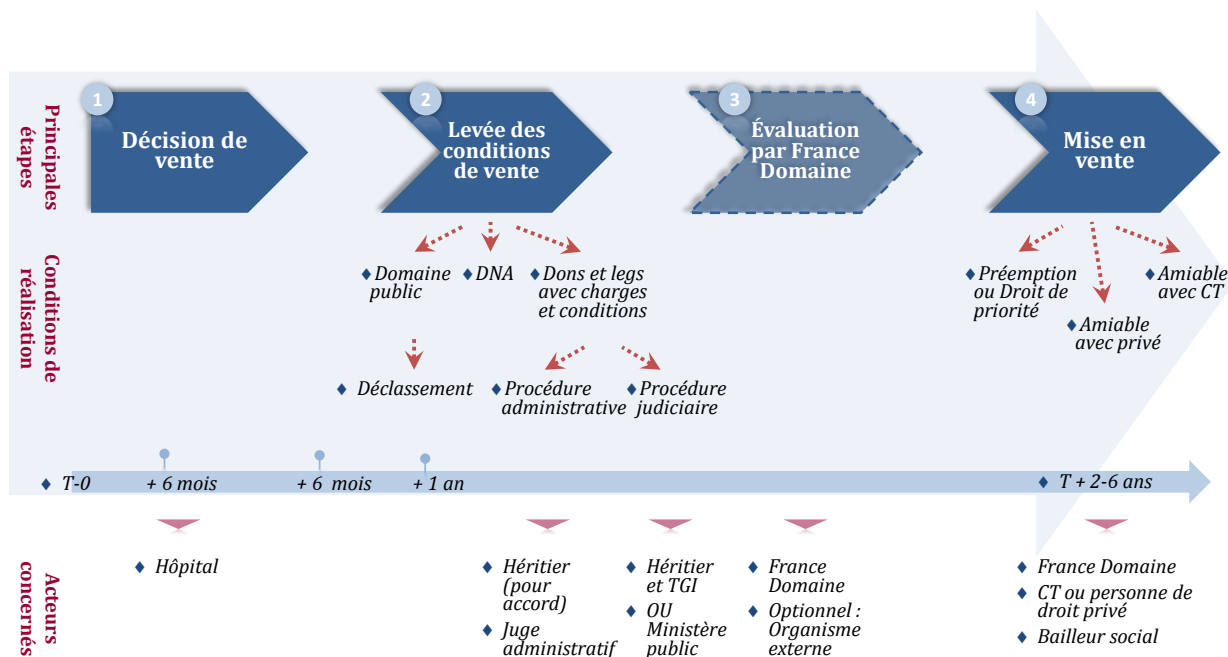 Principales
étapes
1
Décision de
vente
2
Levée des
conditions
de vente
3
Évaluation
par France
Domaine
4
Mise en
vente
Conditions de
réalisation
♦ Domaine
public
♦ DNA
♦ Dons et legs
avec charges
et conditions
♦ Préemption
ou Droit de
priorité
♦ Amiable
avec privé
♦ Amiable
avec CT
♦ Déclassement
♦ Procédure
administrative
♦ Procédure
judiciaire
♦ T-0
+ 6 mois
+ 6 mois
+ 1 an
♦ T + 2-6 ans
Acteurs
concernés
♦ Hôpital
♦ Héritier
(pour
accord)
♦ Juge
administratif
♦ Héritier
et TGI
♦ OU
Ministère
public
♦ France
Domaine
♦ Optionnel :
Organisme
externe
♦ France Domaine
♦ CT ou personne de
droit privé
♦ Bailleur social